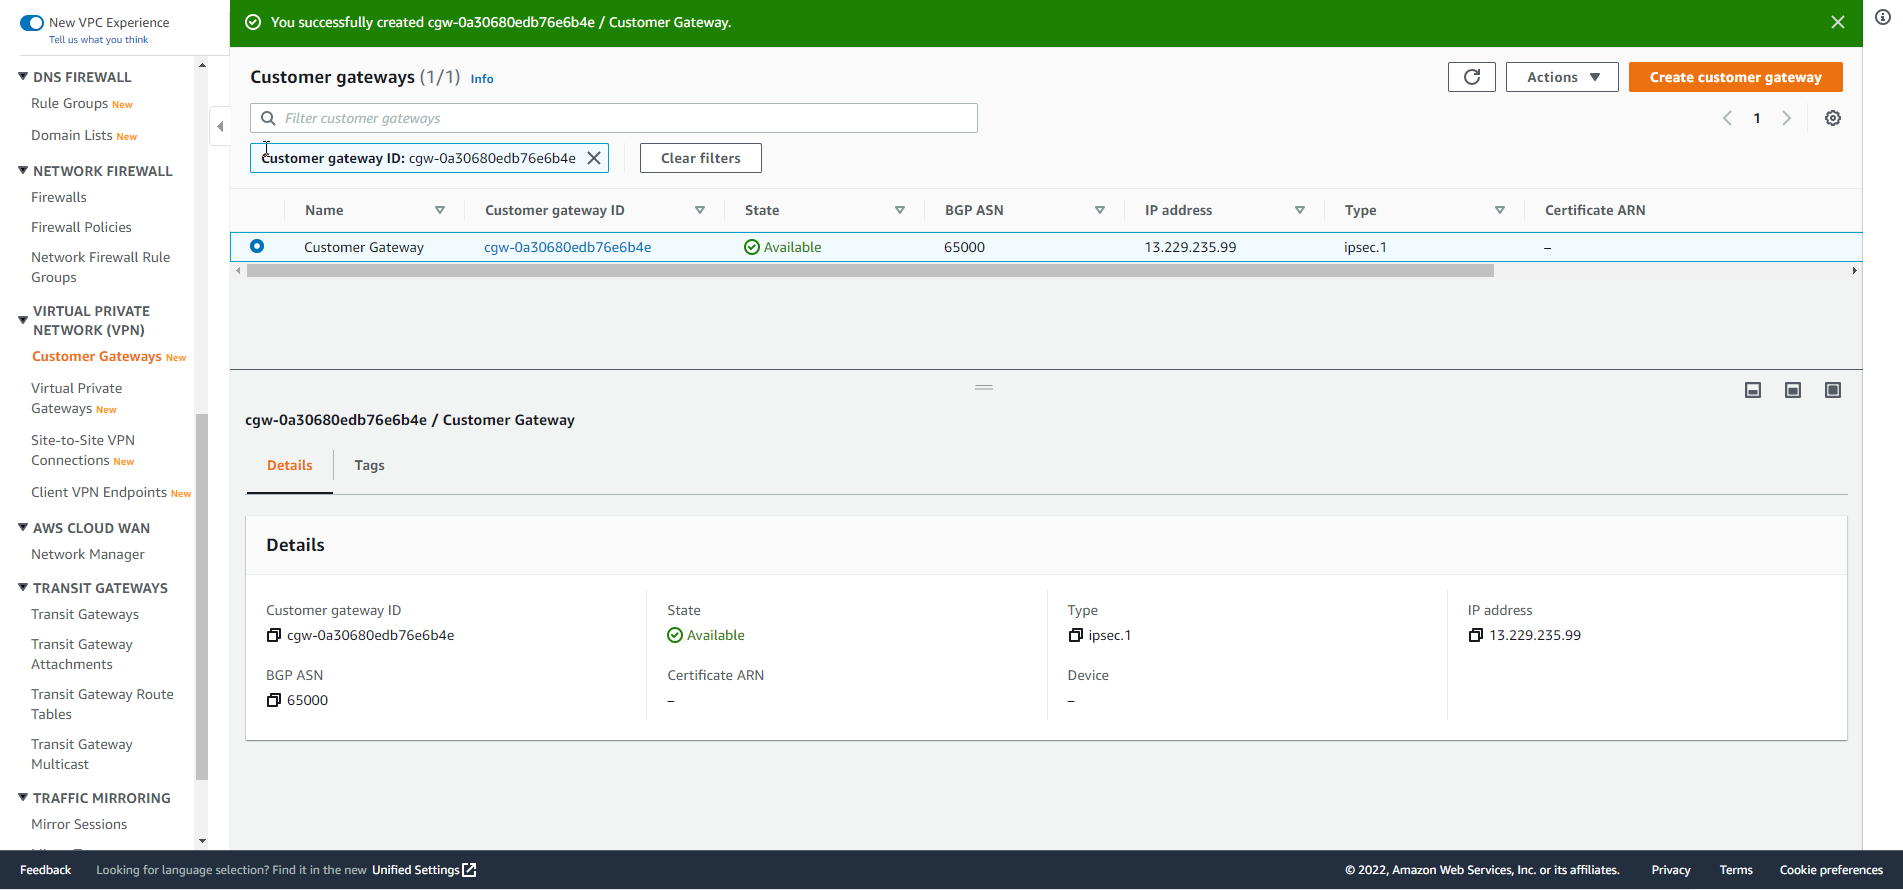 New VPC Experience
Tell us what you think
DNS FIREWALL
Rule Groups New
Domain Lists New
NETWORK FIREWALL
Firewalls
Firewall Policies
Network Firewall Rule
Groups
VIRTUAL PRIVATE
NETWORK (VPN)
Customer Gateways New
Virtual Private
Gateways New
Site-to-Site VPN
Connections New
Client VPN Endpoints New
AWS CLOUD WAN
Network Manager
TRANSIT GATEWAYS
Transit Gateways
Transit Gateway
Attachments
Transit Gateway Route
Tables
Transit Gateway
Multicast
TRAFFIC MIRRORING
Mirror Sessions
You successfully created cgw-0a30680edb76e6b4e / Customer Gateway.
Customer gateways (1/1) Info
Actions
Create customer gateway
Filter customer gateways
1
Customer gateway ID: cgw-0a30680edb76e6b4e
Clear filters
Name Customer gateway ID State BGP ASN IP address Type Certificate ARN
Customer Gateway cgw-0a30680edb76e6b4e Available 65000 13.229.235.99 ipsec.1 –
cgw-0a30680edb76e6b4e / Customer Gateway
Details Tags
Details
Customer gateway ID State Type IP address
cgw-0a30680edb76e6b4e Available ipsec.1 13.229.235.99
BGP ASN Certificate ARN Device
65000 – –
Feedback Looking for language selection? Find it in the new Unified Settings © 2022, Amazon Web Services, Inc. or its affiliates. Privacy Terms Cookie preferences